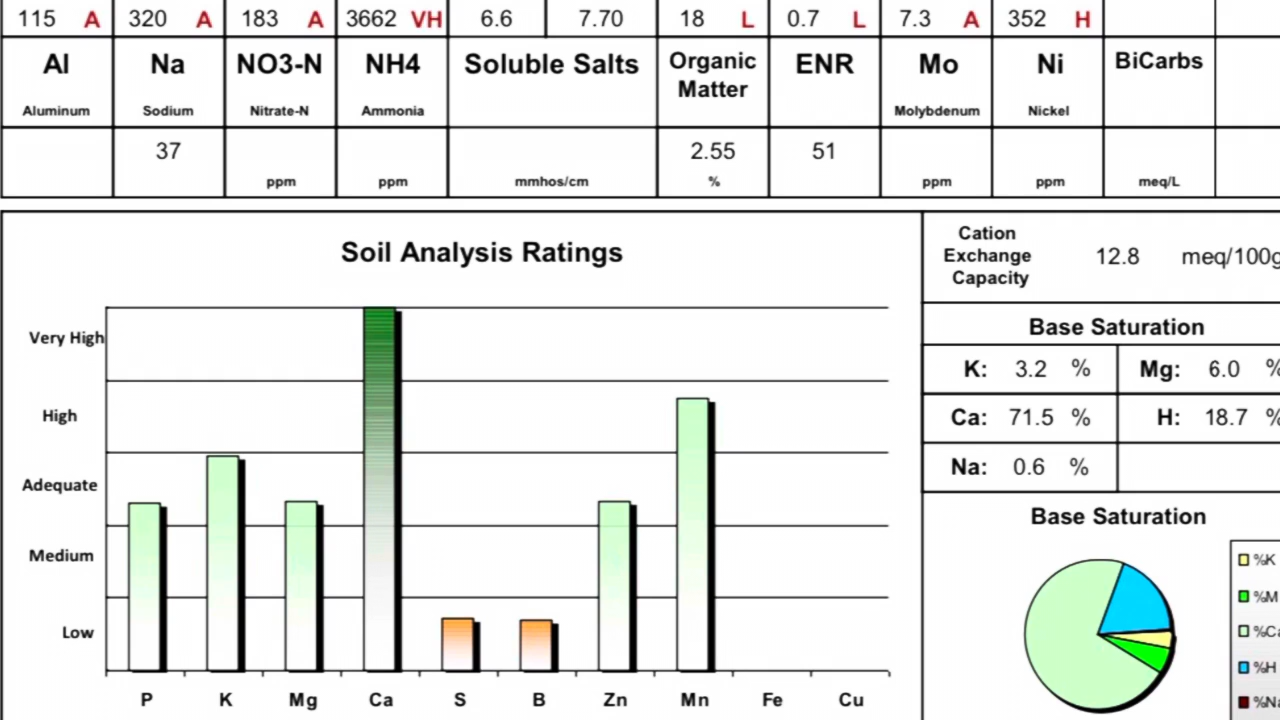 115 A 320 A 183 A 3662 VH 6.6 7.70 18 L 0.7 L 7.3 A 352 H
Al Na NO3-N NH4 Soluble Salts Organic Matter ENR Mo Ni BiCarbs
Aluminum Sodium Nitrate-N Ammonia Molybdenum Nickel
37 2.55 51
ppm ppm mmhos/cm % ppm ppm meq/L
Soil Analysis Ratings
Very High
High
Adequate
Medium
Low
P K Mg Ca S B Zn Mn Fe Cu
Cation
Exchange
Capacity
12.8 meq/100g
Base Saturation
K: 3.2 % Mg: 6.0 %
Ca: 71.5 % H: 18.7 %
Na: 0.6 %
Base Saturation
%K
%M
%Ca
%H
%Na